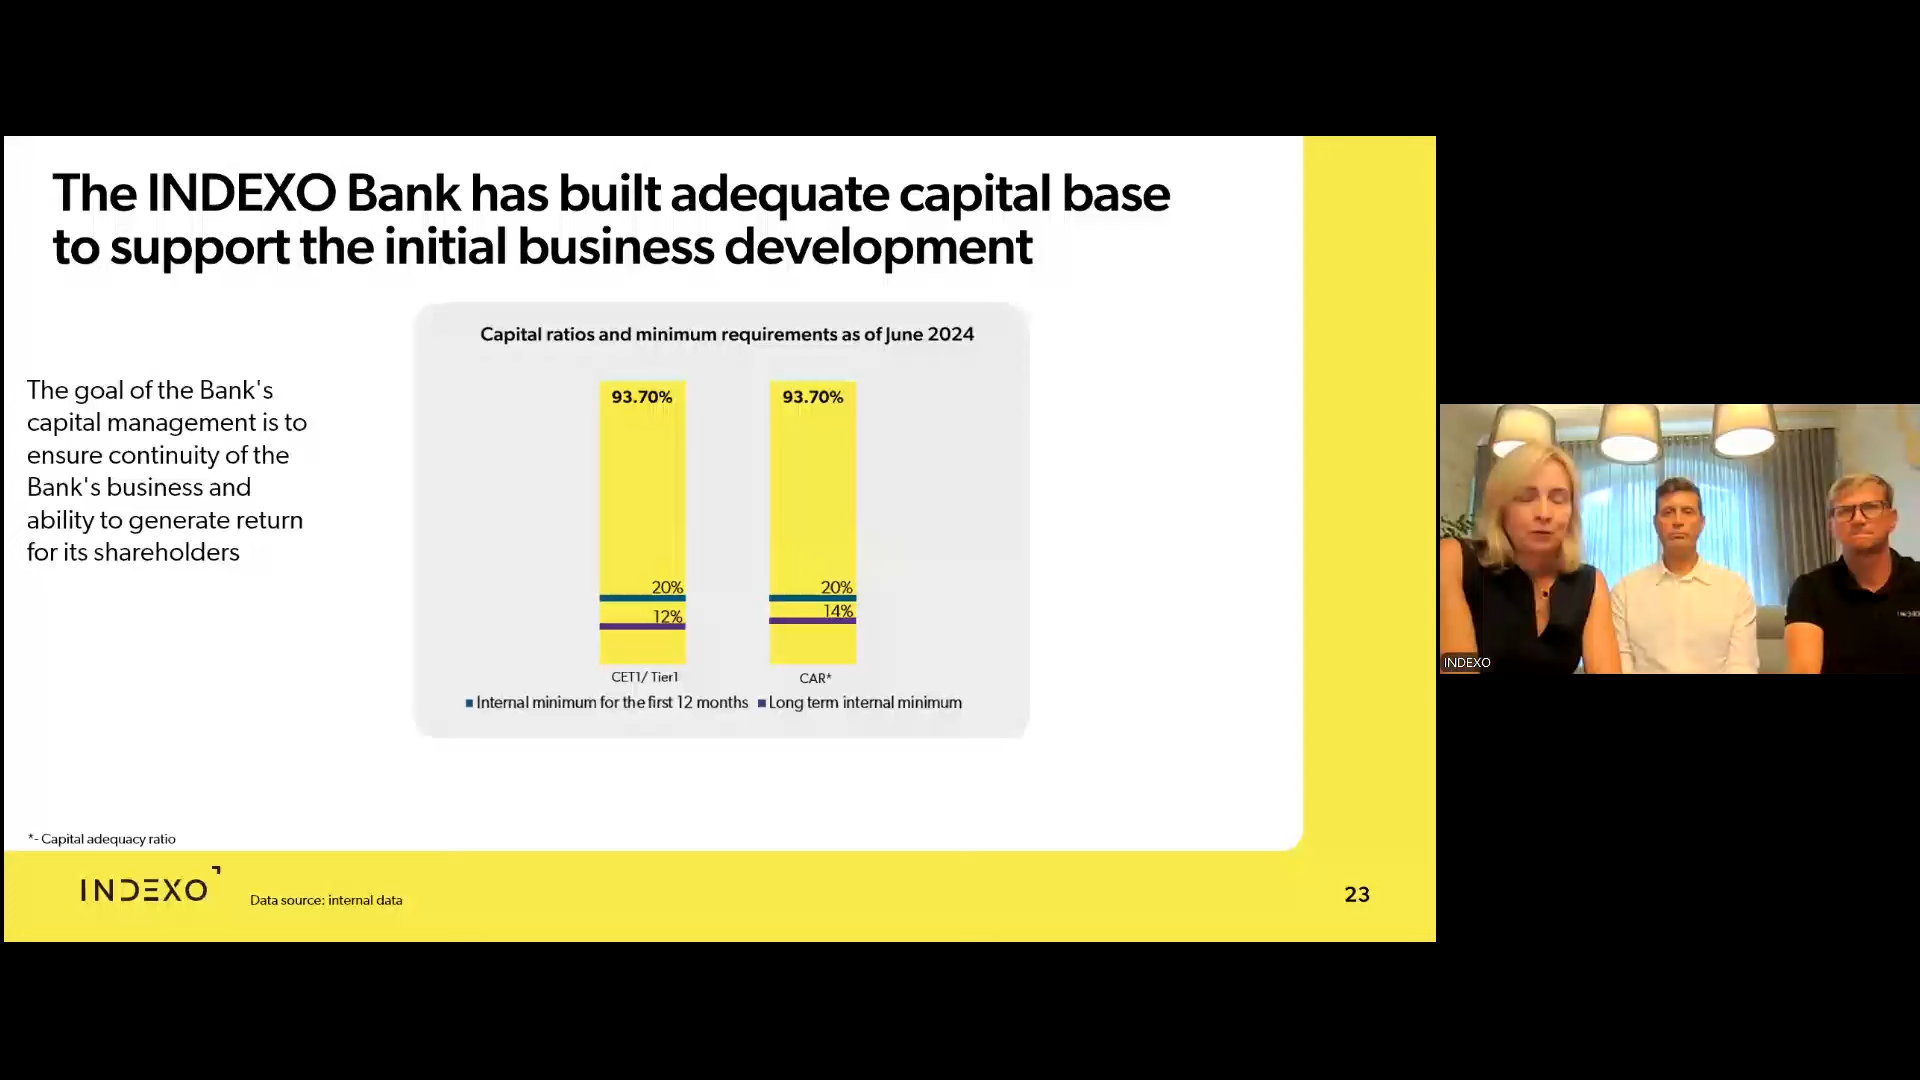 The INDEXO Bank has built adequate capital base
to support the initial business development
The goal of the Bank's
capital management is to
ensure continuity of the
Bank's business and
ability to generate return
for its shareholders
Capital ratios and minimum requirements as of June 2024
93.70%
93.70%
20%
20%
12%
14%
CET1/ Tier1
CAR*
Internal minimum for the first 12 months
Long term internal minimum
*- Capital adequacy ratio
INDEXO
Data source: internal data
23
INDEXO